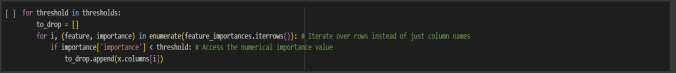 [ ] for threshold in thresholds:
to_drop = []
for i, (feature, importance) in enumerate(feature_importances.iterrows()): # Iterate over rows instead of just column names
if importance['importance'] < threshold: # Access the numerical importance value
to_drop.append(x.columns[i])